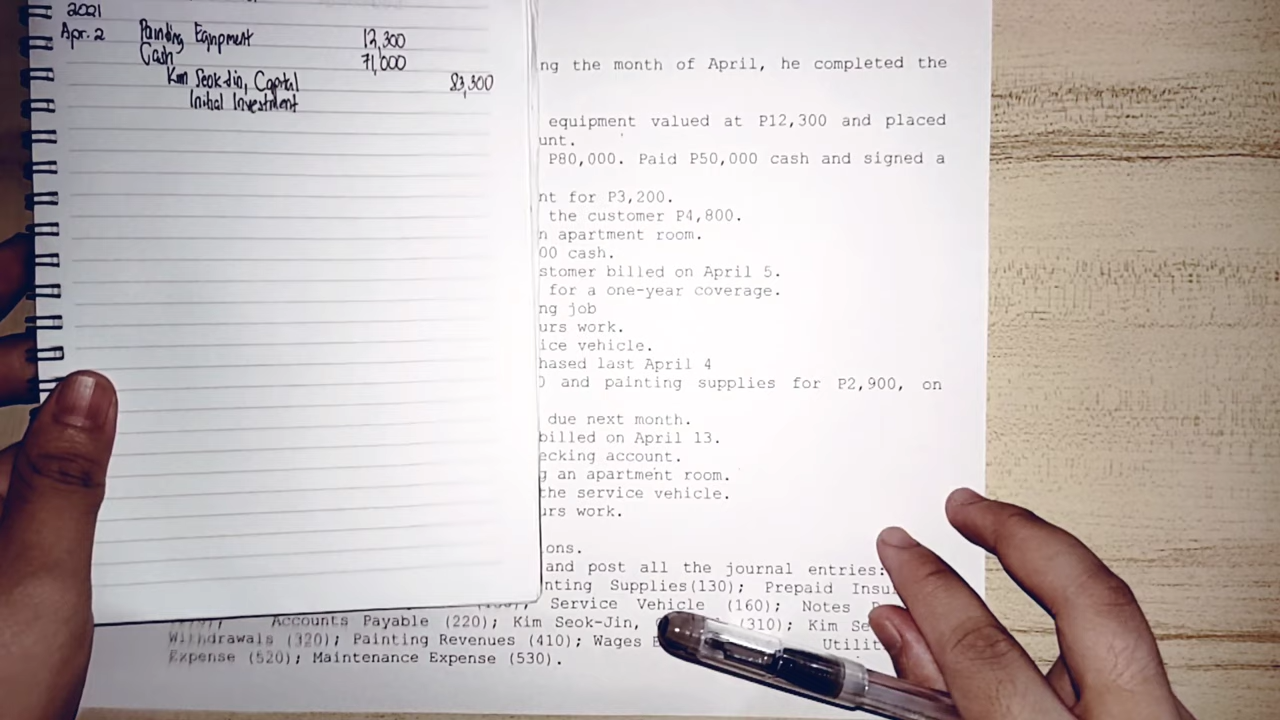 2021
Apr. 2 Painting Equipment 12,300
Cash 71,000
Kim Seok-Jin, Capital 83,300
Initial Investment
ng the month of April, he completed the
equipment valued at P12,300 and placed
unt.
P80,000. Paid P50,000 cash and signed a
nt for P3,200.
the customer P4,800.
n apartment room.
00 cash.
stomer billed on April 5.
for a one-year coverage.
ng job
urs work.
ice vehicle.
hased last April 4
0 and painting supplies for P2,900, on
due next month.
billed on April 13.
ecking account.
g an apartment room.
the service vehicle.
urs work.
ons.
and post all the journal entries:
nting Supplies(130); Prepaid Insu
Service Vehicle (160); Notes
Accounts Payable (220); Kim Seok-Jin, (310); Kim Se
Withdrawals (320); Painting Revenues (410); Wages Utilit
Expense (520); Maintenance Expense (530).